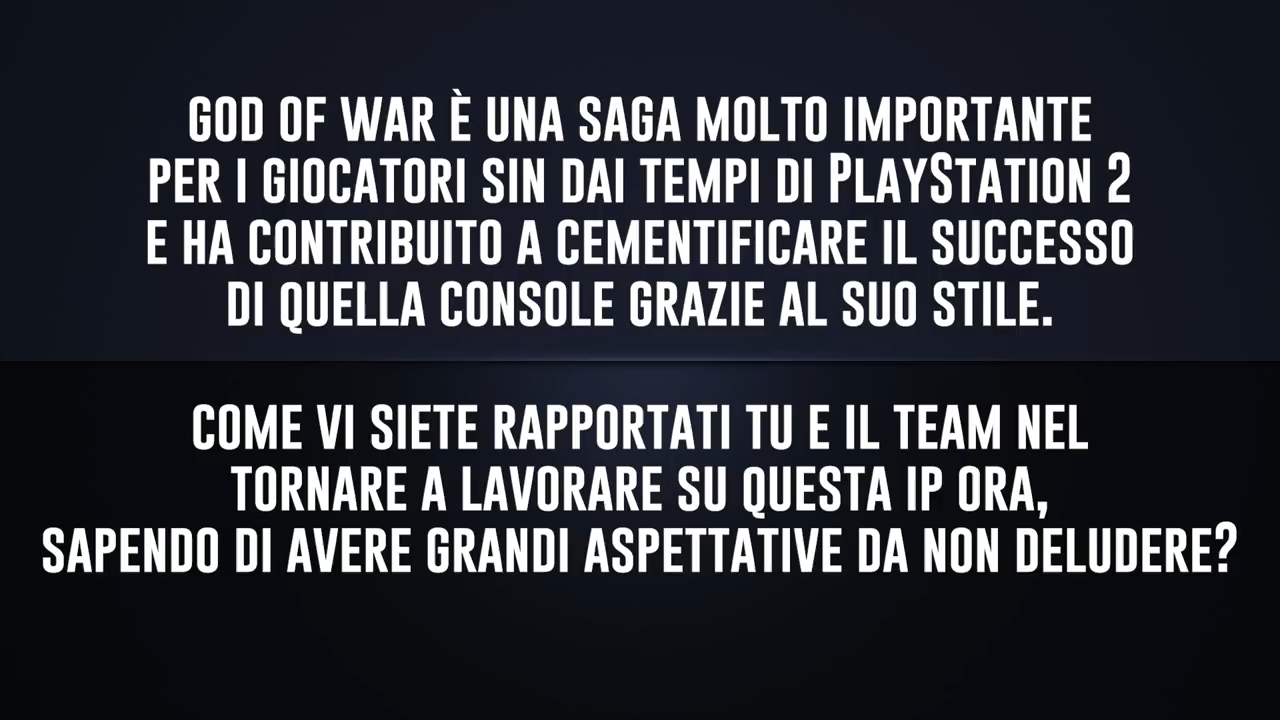 GOD OF WAR È UNA SAGA MOLTO IMPORTANTE
PER I GIOCATORI SIN DAI TEMPI DI PLAYSTATION 2
E HA CONTRIBUITO A CEMENTIFICARE IL SUCCESSO
DI QUELLA CONSOLE GRAZIE AL SUO STILE.
COME VI SIETE RAPPORTATI TU E IL TEAM NEL
TORNARE A LAVORARE SU QUESTA IP ORA,
SAPENDO DI AVERE GRANDI ASPETTATIVE DA NON DELUDERE?